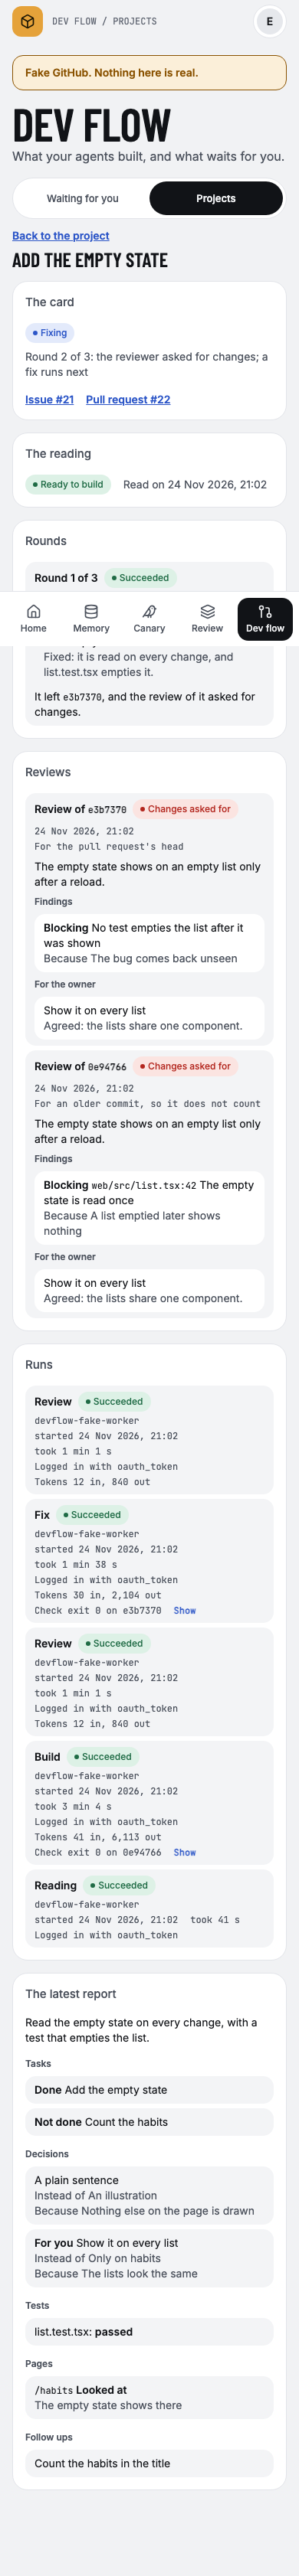 DEV FLOW / PROJECTS
E
Fake GitHub. Nothing here is real.
DEV FLOW
What your agents built, and what waits for you.
Waiting for you
Projects
Back to the project
ADD THE EMPTY STATE
The card
Fixing
Round 2 of 3: the reviewer asked for changes; a
fix runs next
Issue #21 Pull request #22
The reading
Ready to build Read on 24 Nov 2026, 21:02
Rounds
Round 1 of 3 Succeeded
Home Memory Canary Review Dev flow
Fixed: it is read on every change, and
list.test.tsx empties it.
It left e3b7370, and the review of it asked for
changes.
Reviews
Review of e3b7370 Changes asked for
24 Nov 2026, 21:02
For the pull request's head
The empty state shows on an empty list only
after a reload.
Findings
Blocking No test empties the list after it
was shown
Because The bug comes back unseen
For the owner
Show it on every list
Agreed: the lists share one component.
Review of 0e94766 Changes asked for
24 Nov 2026, 21:02
For an older commit, so it does not count
The empty state shows on an empty list only
after a reload.
Findings
Blocking web/src/list.tsx:42 The empty
state is read once
Because A list emptied later shows
nothing
For the owner
Show it on every list
Agreed: the lists share one component.
Runs
Review Succeeded
devflow-fake-worker
started 24 Nov 2026, 21:02
took 1 min 1 s
Logged in with oauth_token
Tokens 12 in, 840 out
Fix Succeeded
devflow-fake-worker
started 24 Nov 2026, 21:02
took 1 min 38 s
Logged in with oauth_token
Tokens 30 in, 2,104 out
Check exit 0 on e3b7370 Show
Review Succeeded
devflow-fake-worker
started 24 Nov 2026, 21:02
took 1 min 1 s
Logged in with oauth_token
Tokens 12 in, 840 out
Build Succeeded
devflow-fake-worker
started 24 Nov 2026, 21:02
took 3 min 4 s
Logged in with oauth_token
Tokens 41 in, 6,113 out
Check exit 0 on 0e94766 Show
Reading Succeeded
devflow-fake-worker
started 24 Nov 2026, 21:02 took 41 s
Logged in with oauth_token
The latest report
Read the empty state on every change, with a
test that empties the list.
Tasks
Done Add the empty state
Not done Count the habits
Decisions
A plain sentence
Instead of An illustration
Because Nothing else on the page is drawn
For you Show it on every list
Instead of Only on habits
Because The lists look the same
Tests
list.test.tsx: passed
Pages
/habits Looked at
The empty state shows there
Follow ups
Count the habits in the title